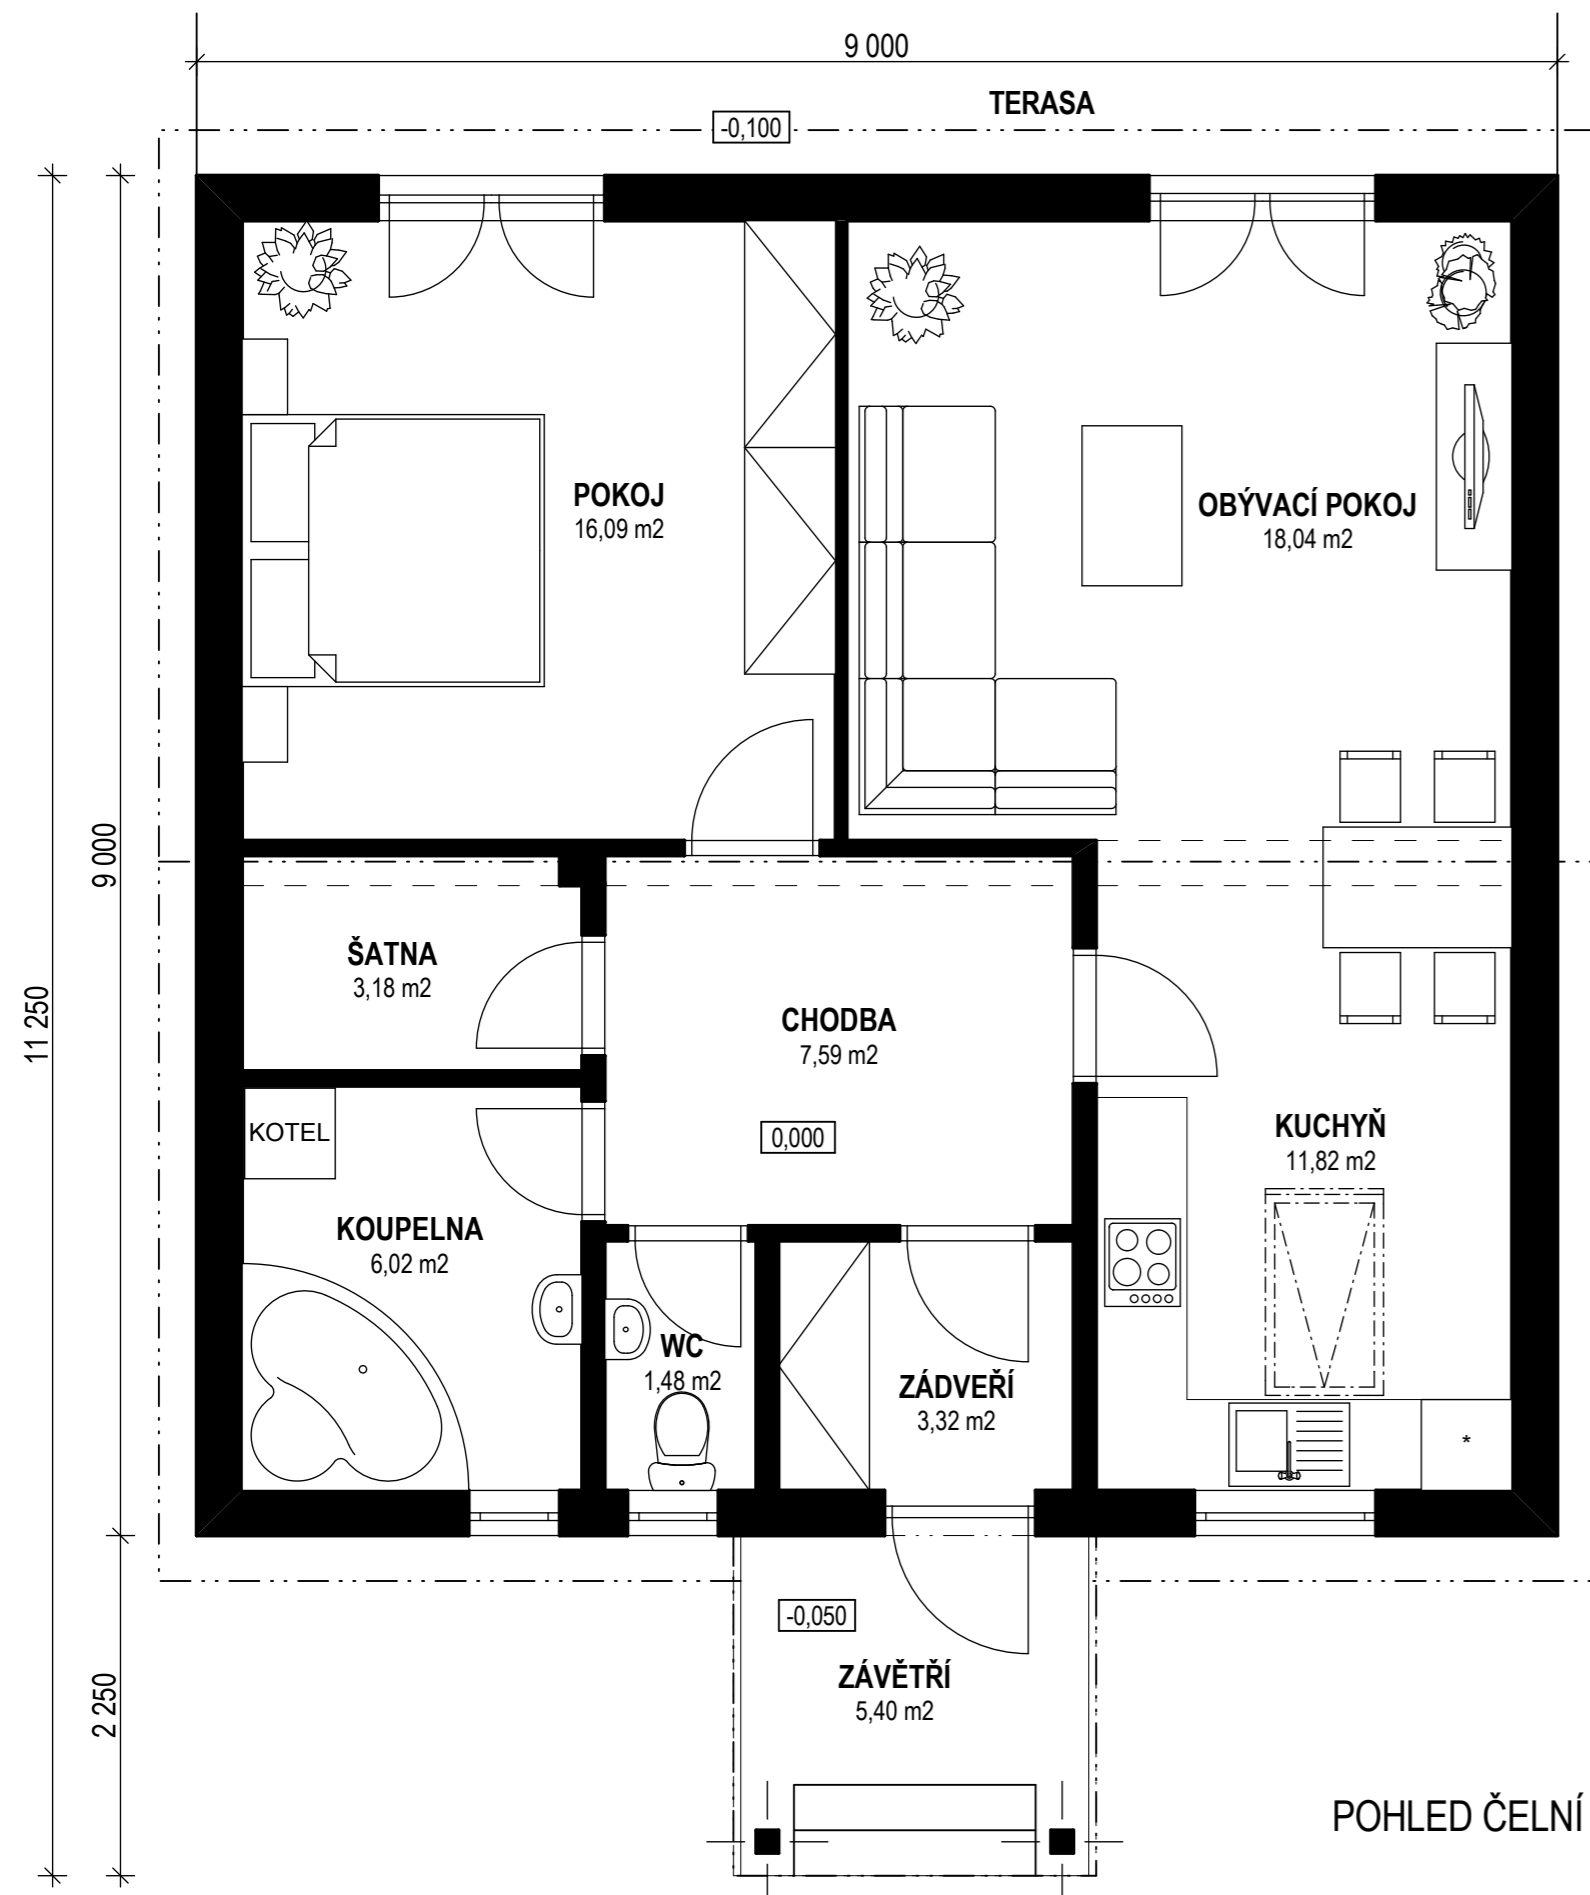 9 000
TERASA
-0,100
POKOJ
16,09 m2
OBÝVACÍ POKOJ
18,04 m2
9 000
11 250
ŠATNA
3,18 m2
CHODBA
7,59 m2
0,000
KOTEL
KUCHYŇ
11,82 m2
KOUPELNA
6,02 m2
WC
1,48 m2
ZÁDVEŘÍ
3,32 m2
*
-0,050
ZÁVĚTŘÍ
5,40 m2
2 250
POHLED ČELNÍ